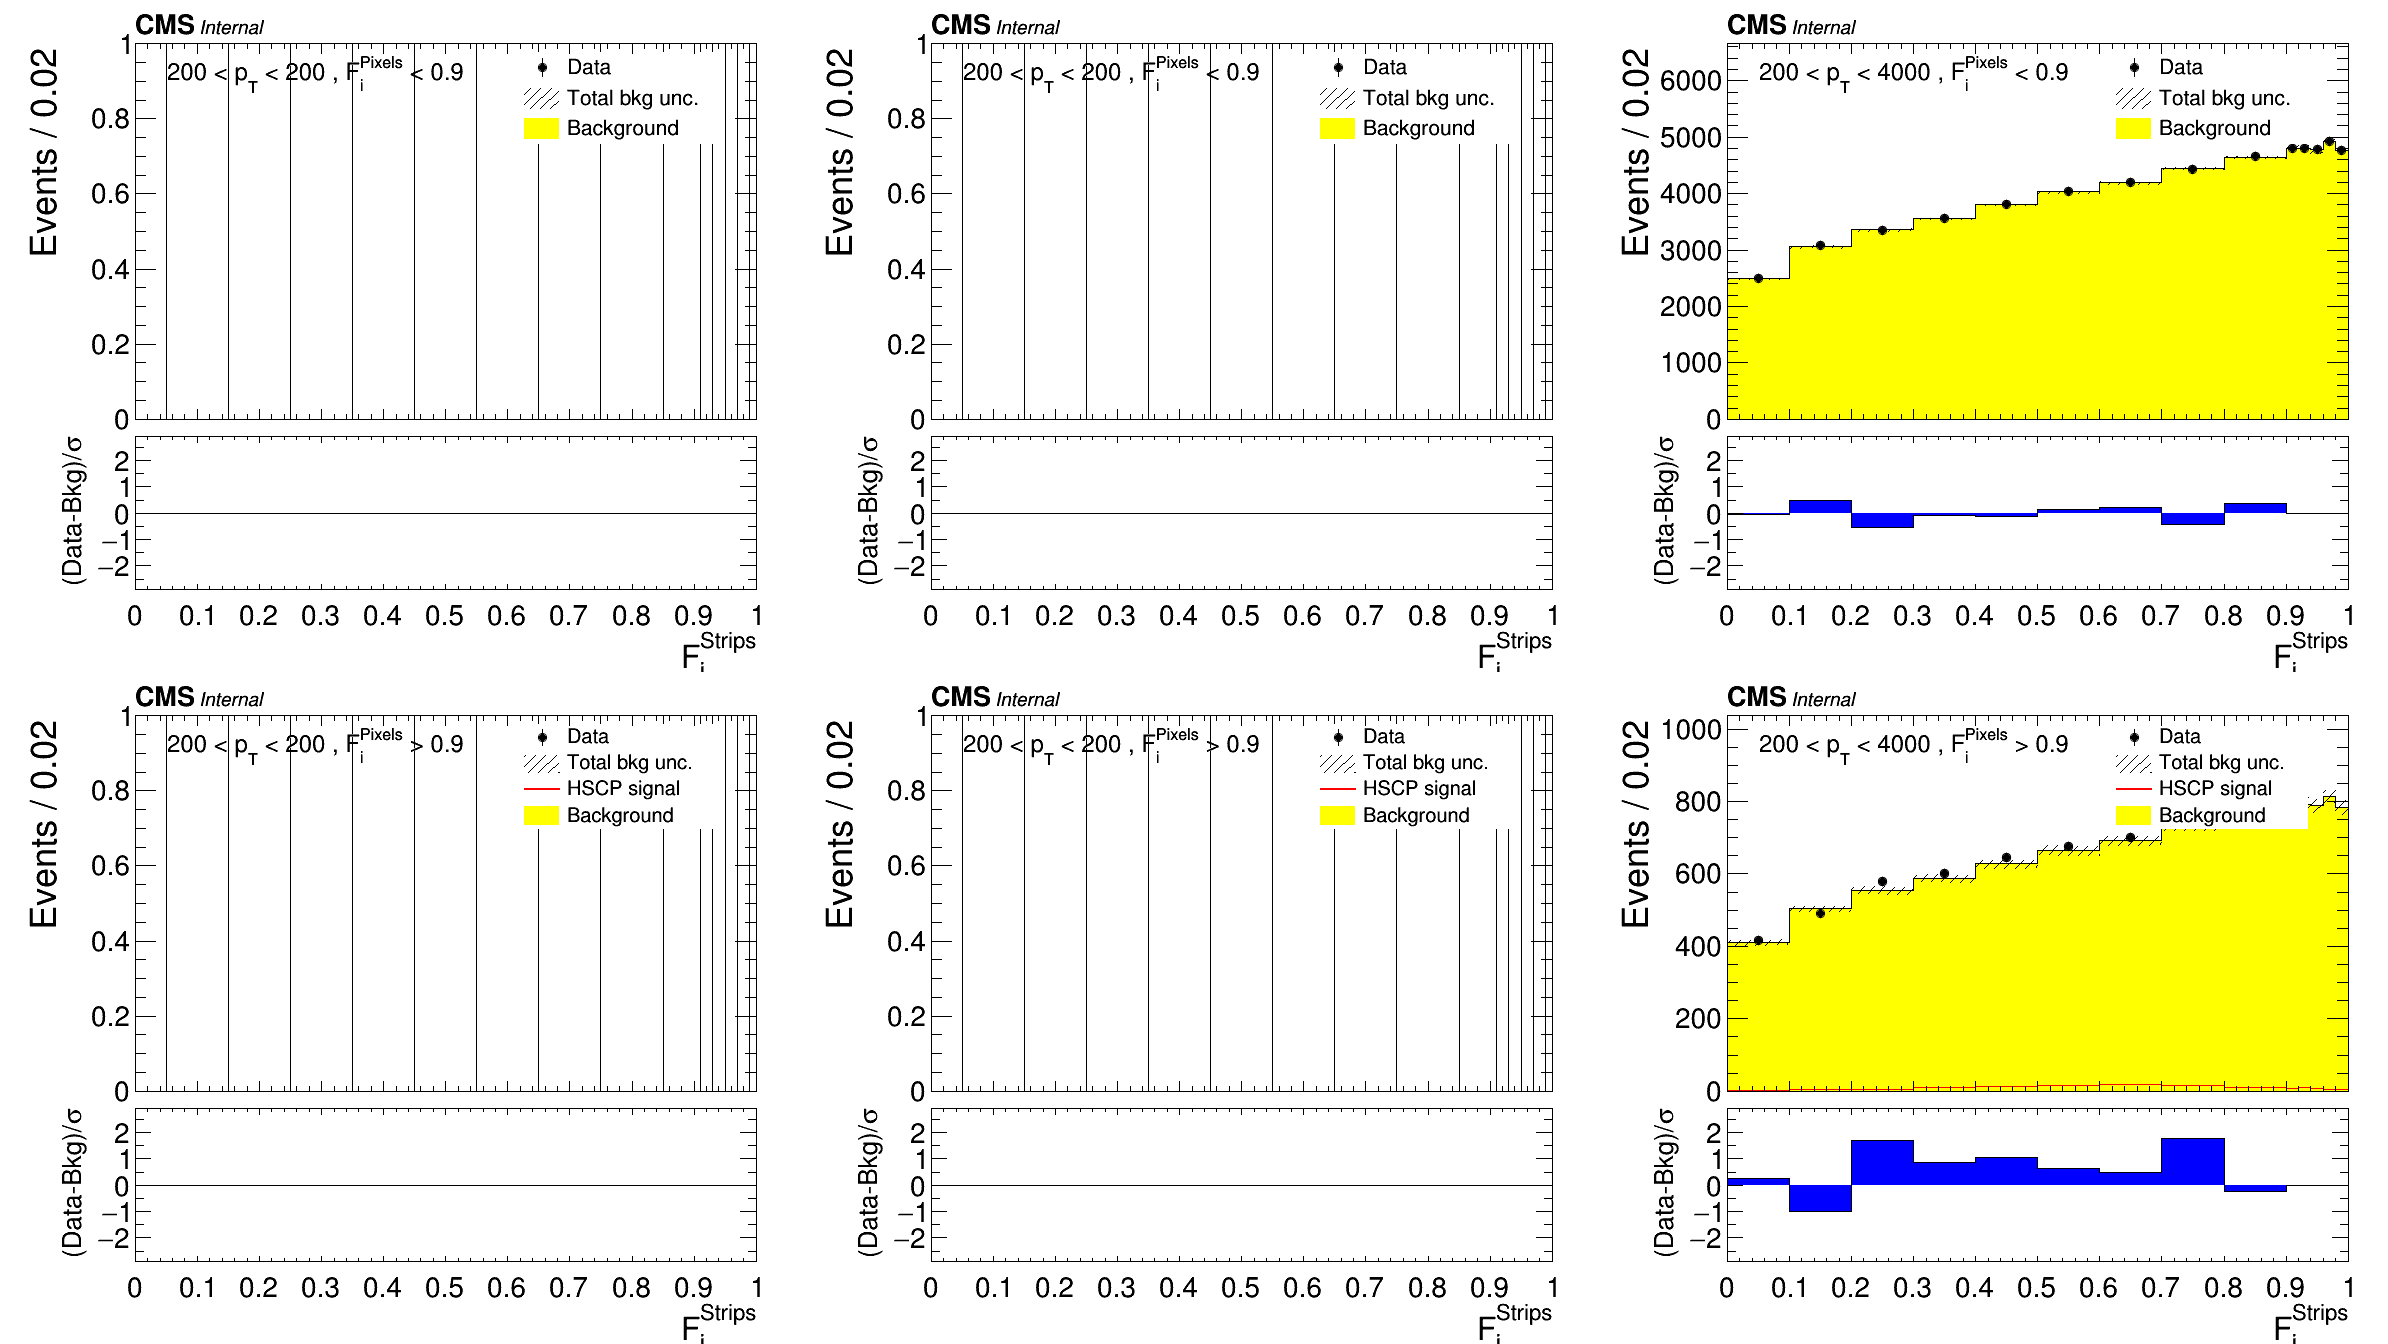 CMS Internal
Events / 0.02
200 < p_T < 200 , F_i^Pixels < 0.9
Data
Total bkg unc.
Background
1
0.8
0.6
0.4
0.2
0
(Data-Bkg)/σ
2
1
0
−1
−2
0 0.1 0.2 0.3 0.4 0.5 0.6 0.7 0.8 0.9 1
F_i^Strips
CMS Internal
Events / 0.02
200 < p_T < 200 , F_i^Pixels < 0.9
Data
Total bkg unc.
Background
1
0.8
0.6
0.4
0.2
0
(Data-Bkg)/σ
2
1
0
−1
−2
0 0.1 0.2 0.3 0.4 0.5 0.6 0.7 0.8 0.9 1
F_i^Strips
CMS Internal
Events / 0.02
200 < p_T < 4000 , F_i^Pixels < 0.9
Data
Total bkg unc.
Background
6000
5000
4000
3000
2000
1000
0
(Data-Bkg)/σ
2
1
0
−1
−2
0 0.1 0.2 0.3 0.4 0.5 0.6 0.7 0.8 0.9 1
F_i^Strips
CMS Internal
Events / 0.02
200 < p_T < 200 , F_i^Pixels > 0.9
Data
Total bkg unc.
HSCP signal
Background
1
0.8
0.6
0.4
0.2
0
(Data-Bkg)/σ
2
1
0
−1
−2
0 0.1 0.2 0.3 0.4 0.5 0.6 0.7 0.8 0.9 1
F_i^Strips
CMS Internal
Events / 0.02
200 < p_T < 200 , F_i^Pixels > 0.9
Data
Total bkg unc.
HSCP signal
Background
1
0.8
0.6
0.4
0.2
0
(Data-Bkg)/σ
2
1
0
−1
−2
0 0.1 0.2 0.3 0.4 0.5 0.6 0.7 0.8 0.9 1
F_i^Strips
CMS Internal
Events / 0.02
200 < p_T < 4000 , F_i^Pixels > 0.9
Data
Total bkg unc.
HSCP signal
Background
1000
800
600
400
200
0
(Data-Bkg)/σ
2
1
0
−1
−2
0 0.1 0.2 0.3 0.4 0.5 0.6 0.7 0.8 0.9 1
F_i^Strips